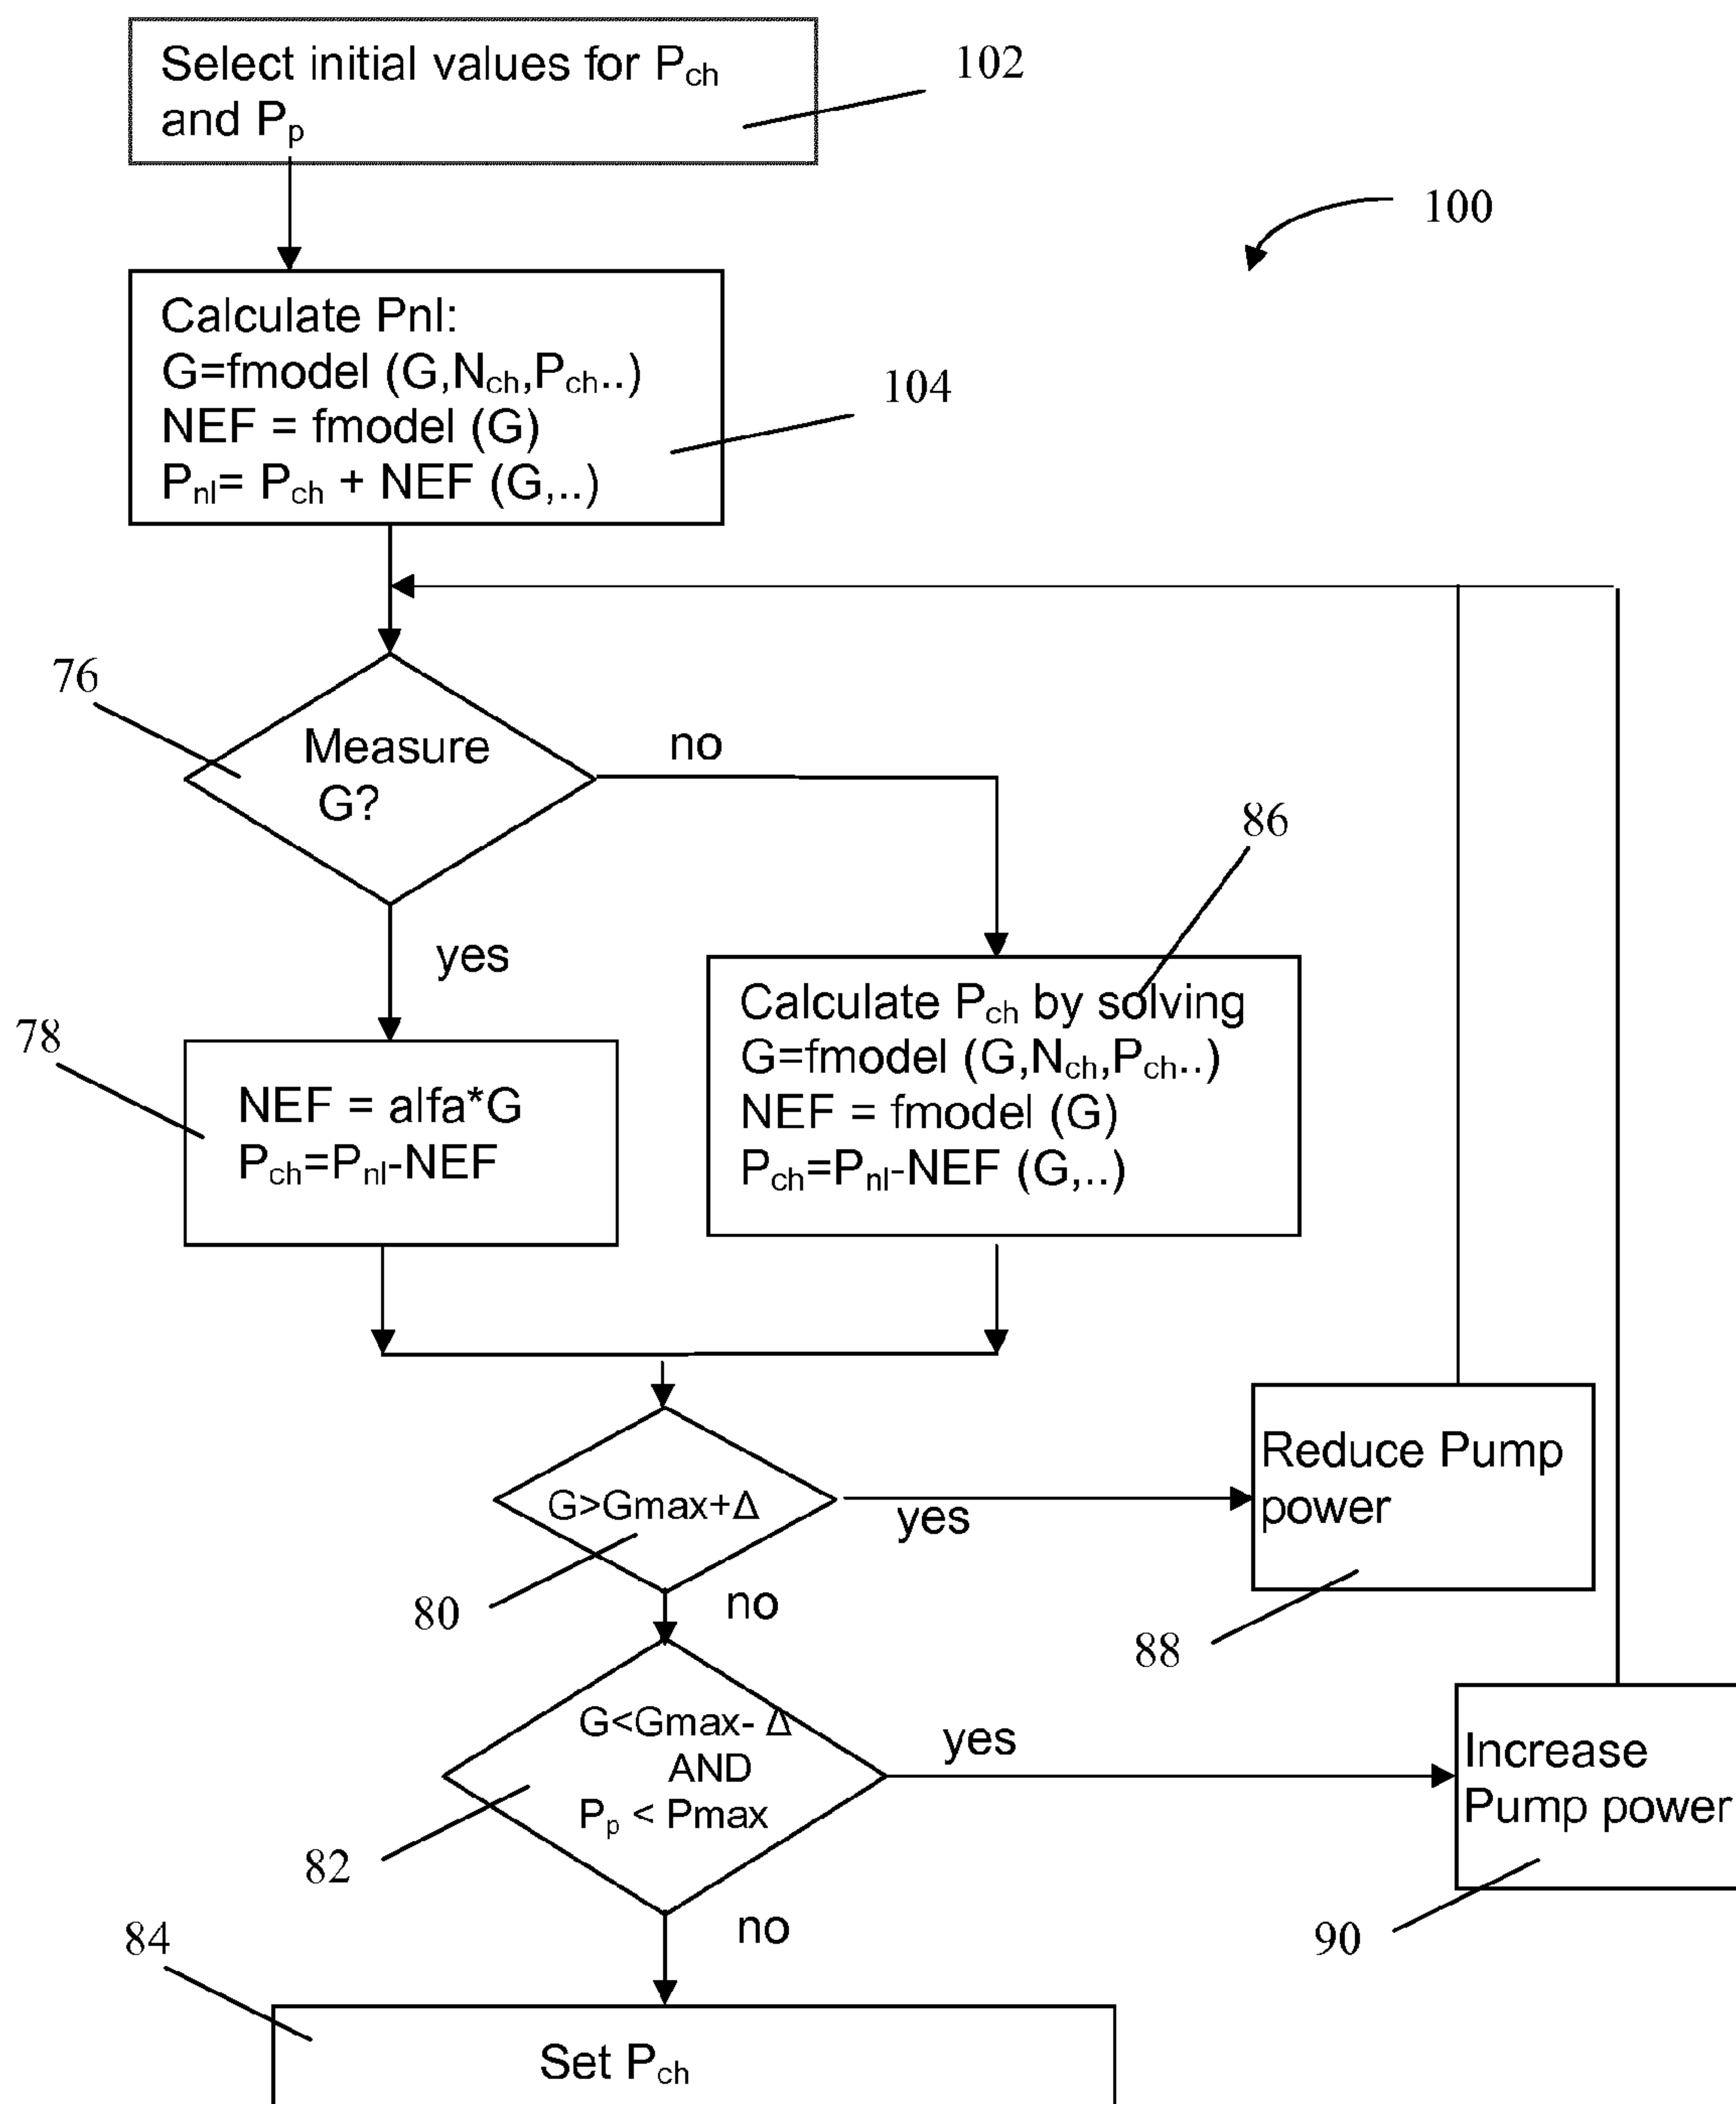 Select initial values for Pch
and Pp
102
100
Calculate Pnl:
G=fmodel (G,Nch,Pch..)
NEF = fmodel (G)
Pnl= Pch + NEF (G,..)
104
76
Measure
G?
no
yes
86
78
NEF = alfa*G
Pch=Pnl-NEF
Calculate Pch by solving
G=fmodel (G,Nch,Pch..)
NEF = fmodel (G)
Pch=Pnl-NEF (G,..)
G>Gmax+Δ
yes
80
no
Reduce Pump
power
88
G<Gmax- Δ
AND
Pp < Pmax
yes
82
no
Increase
Pump power
90
84
Set Pch